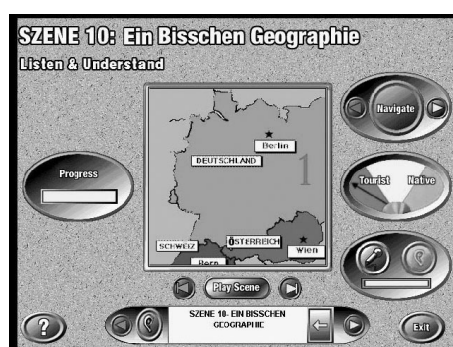 SZENE 10: Ein Bisschen Geographie
Listen & Understand
Navigate
Berlin
DEUTSCHLAND
1
Progress
Tourist Native
SCHWEIZ
ÖSTERREICH
Wien
Bern
Play Scene
SZENE 10- EIN BISSCHEN
GEOGRAPHIE
?
Exit